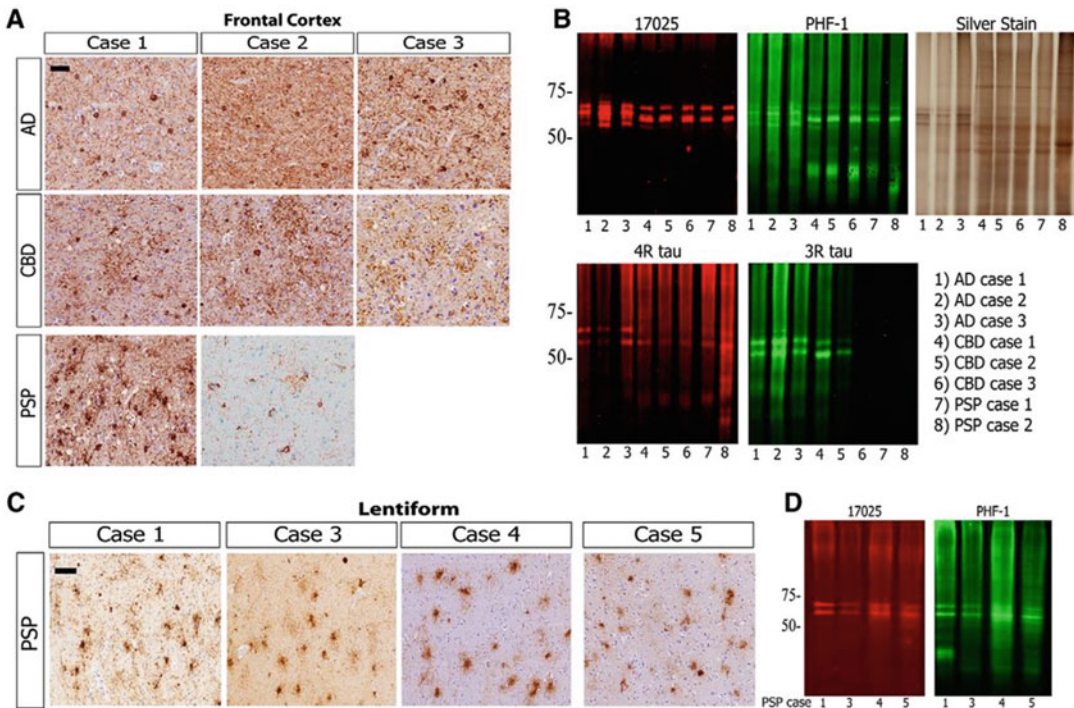 A
Frontal Cortex
Case 1 Case 2 Case 3
AD
CBD
PSP
B
17025 PHF-1 Silver Stain
75-
50-
1 2 3 4 5 6 7 8 1 2 3 4 5 6 7 8 1 2 3 4 5 6 7 8
4R tau 3R tau
75-
50-
1 2 3 4 5 6 7 8 1 2 3 4 5 6 7 8
1) AD case 1
2) AD case 2
3) AD case 3
4) CBD case 1
5) CBD case 2
6) CBD case 3
7) PSP case 1
8) PSP case 2
C
Lentiform
Case 1 Case 3 Case 4 Case 5
PSP
D
17025 PHF-1
75-
50-
PSP case 1 3 4 5 1 3 4 5